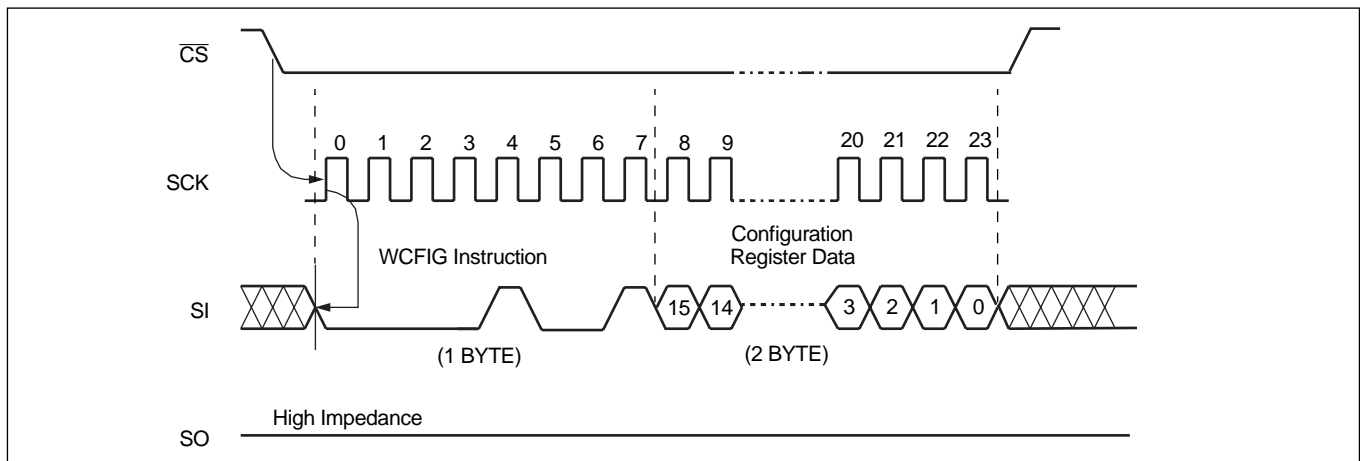 CS
0 1 2 3 4 5 6 7 8 9 20 21 22 23
SCK
WCFIG Instruction
Configuration
Register Data
SI
15 14 3 2 1 0
(1 BYTE)
(2 BYTE)
High Impedance
SO